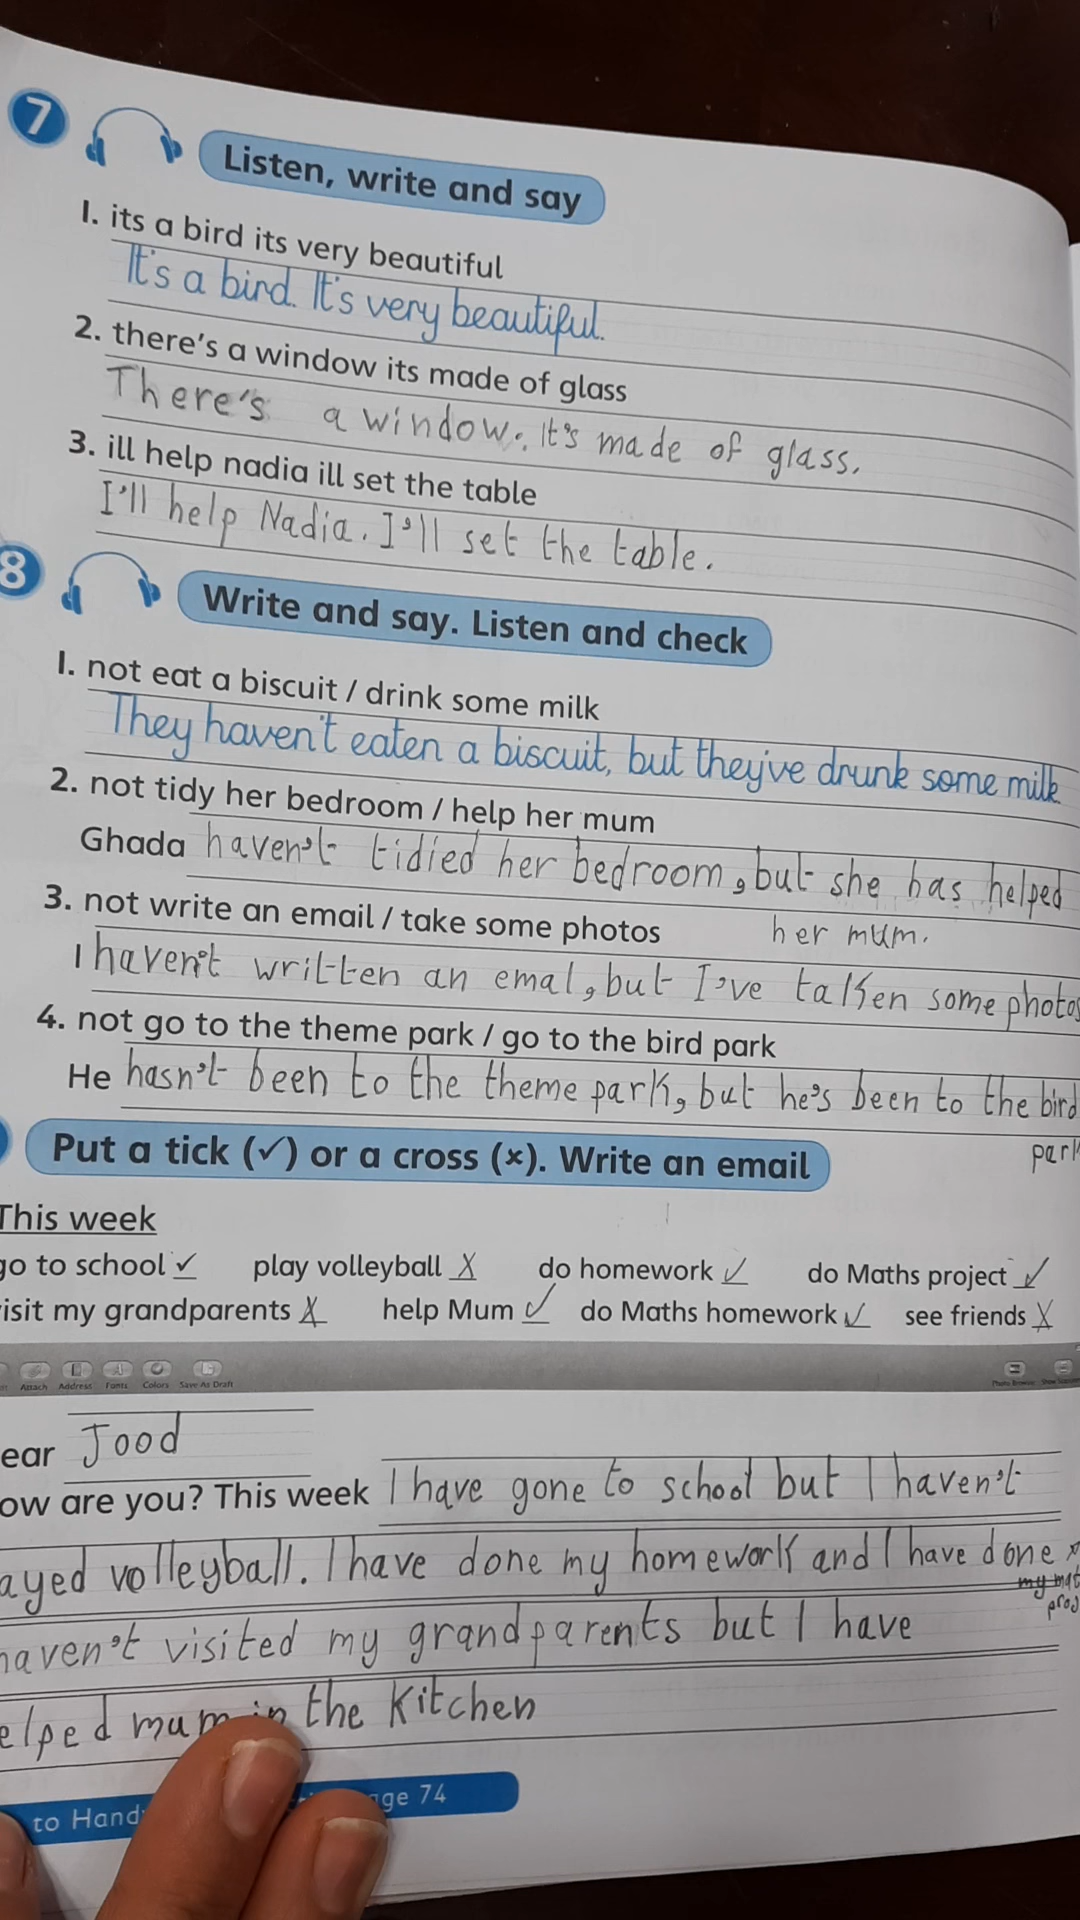 7
Listen, write and say
1. its a bird its very beautiful
It's a bird. It's very beautiful.
2. there's a window its made of glass
There's a window. It's made of glass.
3. ill help nadia ill set the table
I'll help Nadia. I'll set the table.
8
Write and say. Listen and check
1. not eat a biscuit / drink some milk
They haven't eaten a biscuit, but they've drunk some milk
2. not tidy her bedroom / help her mum
Ghada haven't tidied her bedroom, but she has helped
her mum.
3. not write an email / take some photos
I haven't written an emal, but I've taken some photos
4. not go to the theme park / go to the bird park
He hasn't been to the theme park, but he's been to the bird
park
Put a tick (✓) or a cross (×). Write an email
This week
go to school ✓ play volleyball X do homework ✓ do Maths project ✓
isit my grandparents X help Mum ✓ do Maths homework ✓ see friends X
Attach Address Fonts Colors Save As Draft
ear Jood
ow are you? This week I have gone to school but I haven't
ayed volleyball. I have done my homework and I have done
my mat
proj
haven't visited my grandparents but I have
elped mum in the Kitchen
to Hand
ge 74